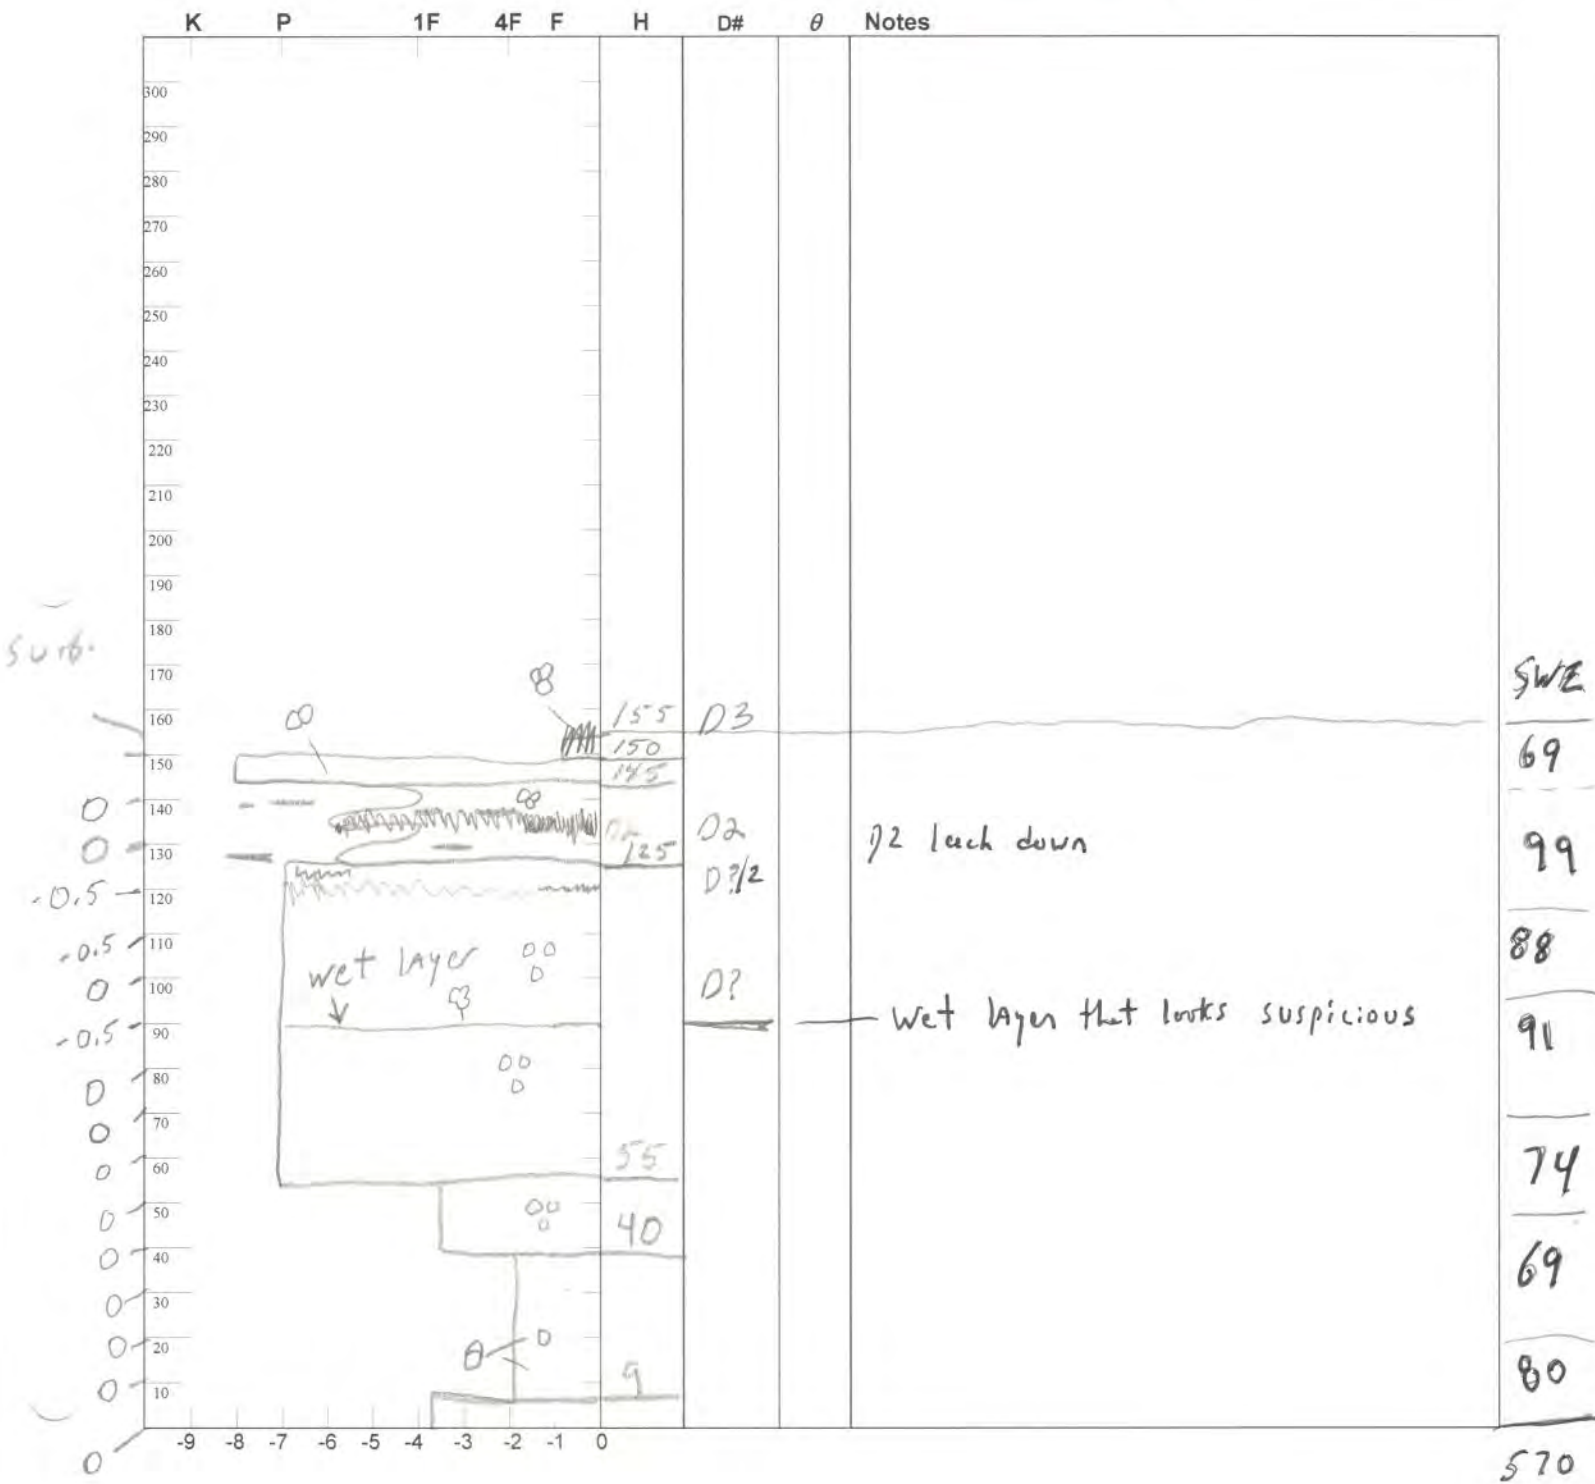 K P 1F 4F F H D# θ Notes
300
290
280
270
260
250
240
230
220
210
200
190
180
170
SWE
160 155 D3
150 150 69
145
0 140
0 130 125 D2 D2 lech down 99
-0.5 120 D?/2
-0.5 110 88
wet layer
0 100 D?
-0.5 90 wet layer that looks suspicious 91
0 80
0 70
0 60 55 74
0 50
0 40 40 69
0 30
0 20
0 10 9 80
0 -9 -8 -7 -6 -5 -4 -3 -2 -1 0
570